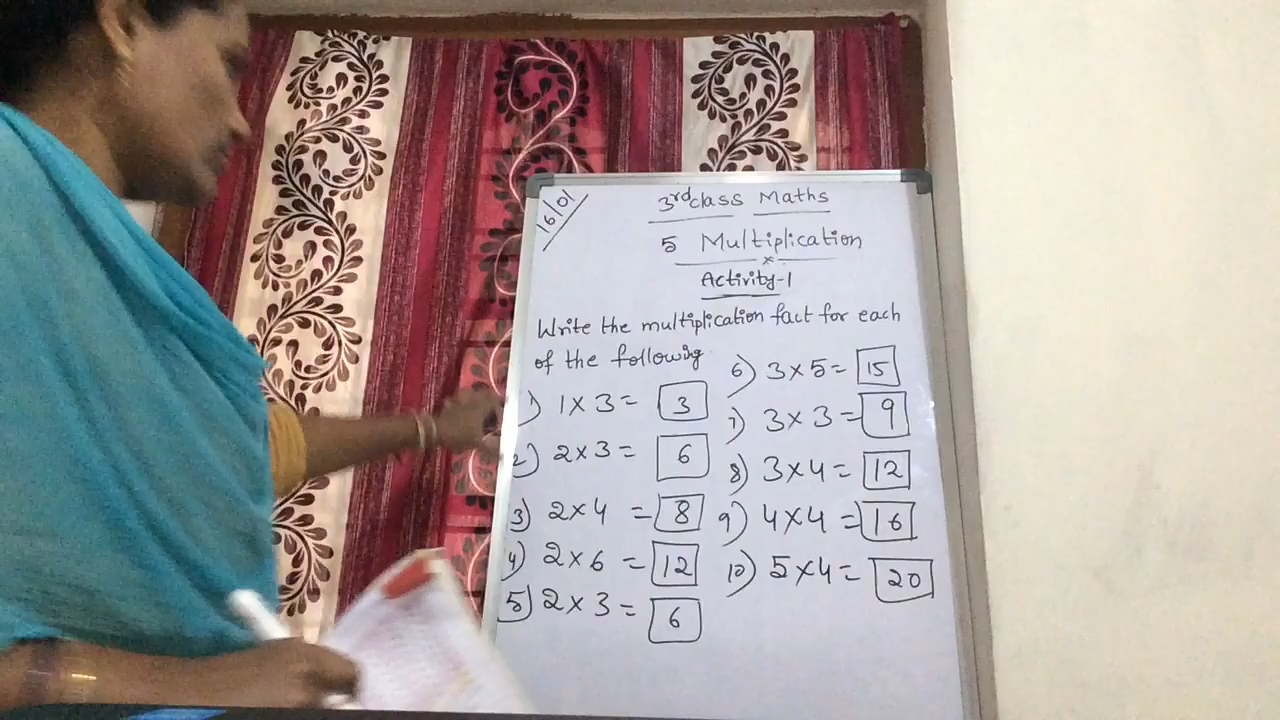 16/01
3rd class Maths
5 Multiplication
Activity-1
Write the multiplication fact for each
of the following
1) 1 x 3 = 3
2) 2 x 3 = 6
3) 2 x 4 = 8
4) 2 x 6 = 12
5) 2 x 3 = 6
6) 3 x 5 = 15
7) 3 x 3 = 9
8) 3 x 4 = 12
9) 4 x 4 = 16
10) 5 x 4 = 20